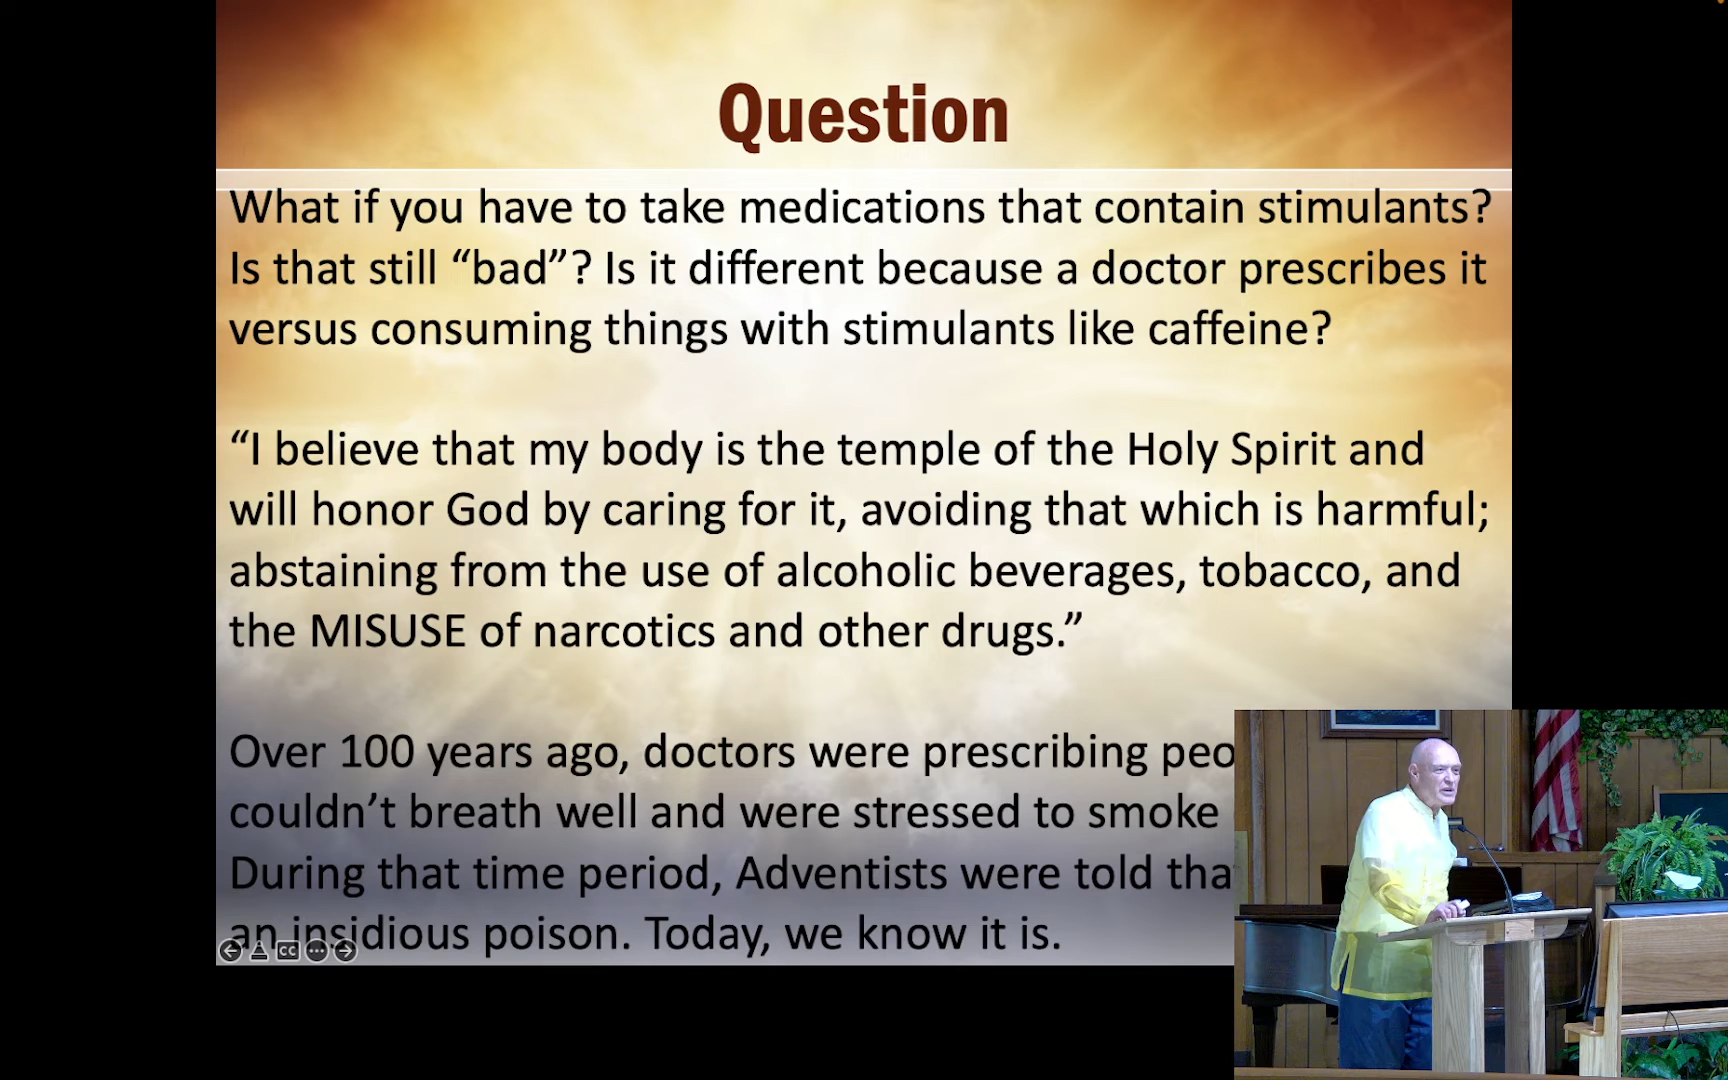 Question
What if you have to take medications that contain stimulants?
Is that still “bad”? Is it different because a doctor prescribes it
versus consuming things with stimulants like caffeine?
“I believe that my body is the temple of the Holy Spirit and
will honor God by caring for it, avoiding that which is harmful;
abstaining from the use of alcoholic beverages, tobacco, and
the MISUSE of narcotics and other drugs.”
Over 100 years ago, doctors were prescribing
couldn’t breath well and were stressed to smoke
During that time period, Adventists were told
an insidious poison. Today, we know it is.
cc